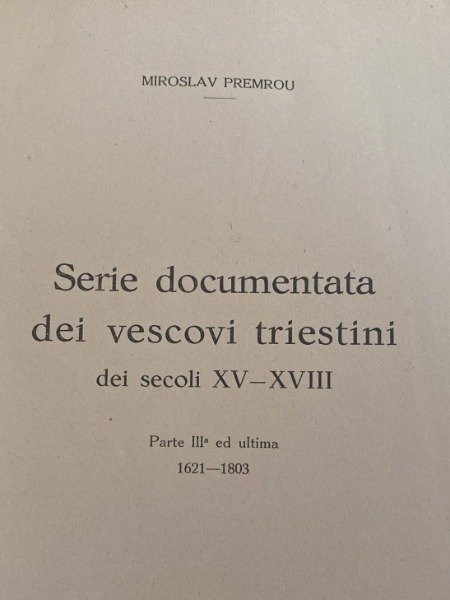 MIROSLAV PREMROU
Serie documentata
dei vescovi triestini
dei secoli XV—XVIII
Parte IIIª ed ultima
1621—1803